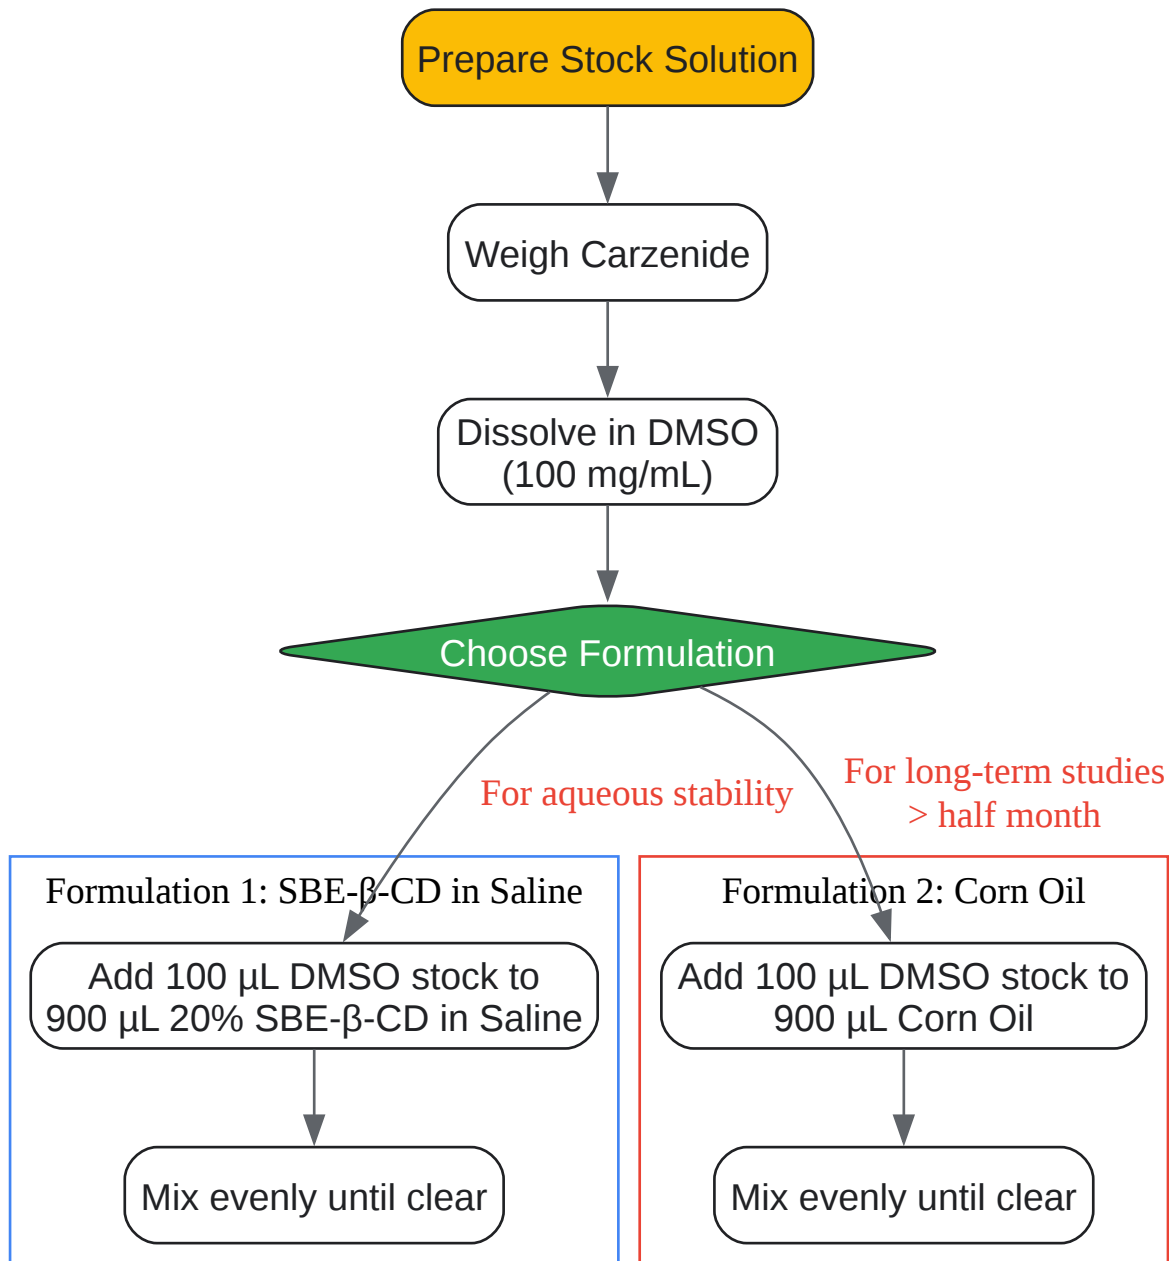 Prepare Stock Solution
Weigh Carzenide
Dissolve in DMSO
(100 mg/mL)
Choose Formulation
For aqueous stability
For long-term studies
> half month
Formulation 1: SBE-β-CD in Saline
Add 100 µL DMSO stock to
900 µL 20% SBE-β-CD in Saline
Mix evenly until clear
Formulation 2: Corn Oil
Add 100 µL DMSO stock to
900 µL Corn Oil
Mix evenly until clear